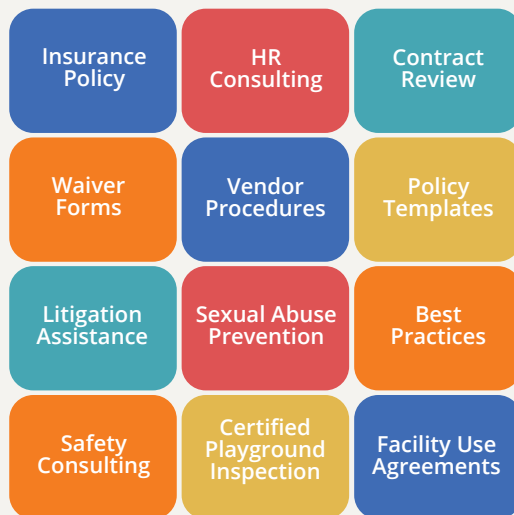 Insurance
Policy
HR
Consulting
Contract
Review
Waiver
Forms
Vendor
Procedures
Policy
Templates
Litigation
Assistance
Sexual Abuse
Prevention
Best
Practices
Safety
Consulting
Certified
Playground
Inspection
Facility Use
Agreements